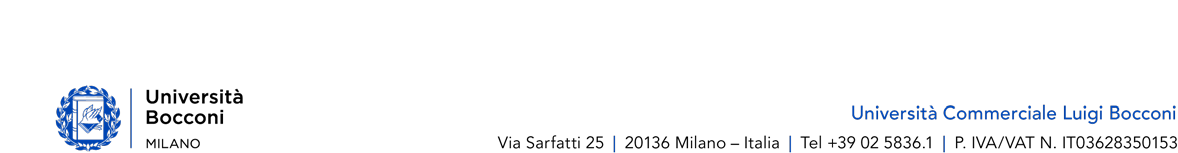 Università
Bocconi
MILANO
Università Commerciale Luigi Bocconi
Via Sarfatti 25 | 20136 Milano – Italia | Tel +39 02 5836.1 | P. IVA/VAT N. IT03628350153